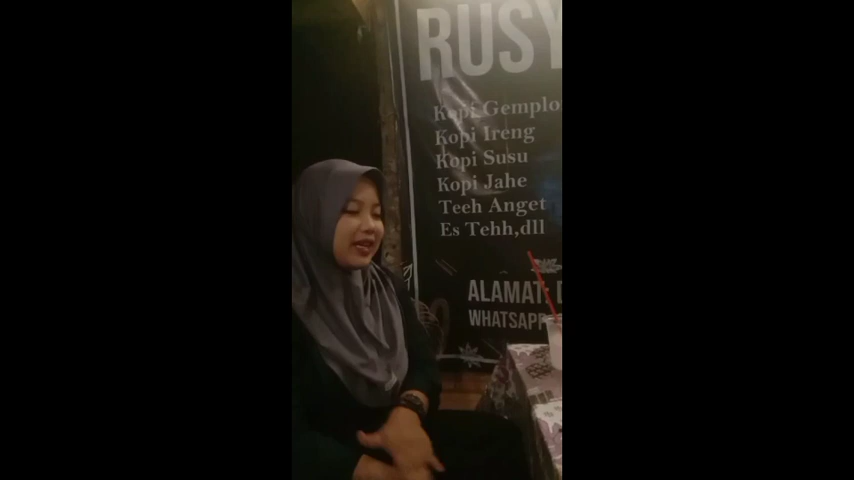 RUSY
Kopi Gemplo
Kopi Ireng
Kopi Susu
Kopi Jahe
Teeh Anget
Es Tehh,dll
ALAMAT:
WHATSAPP